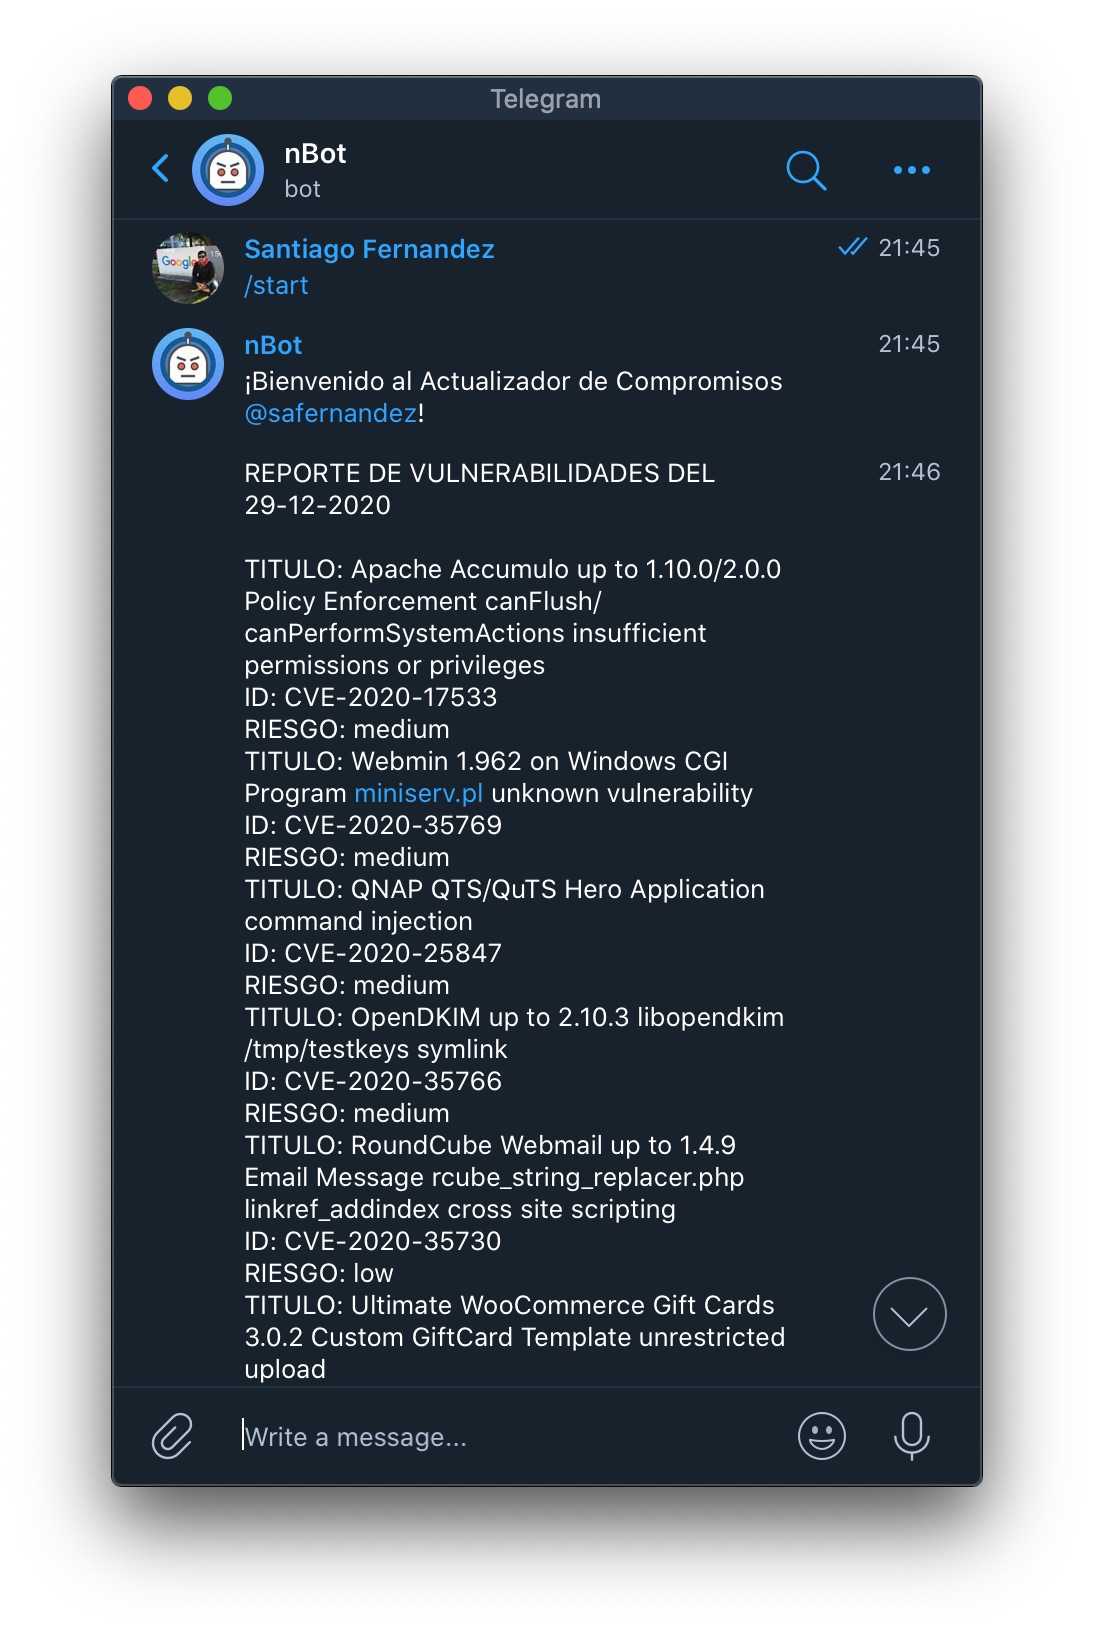 Telegram
nBot
bot
Google
Santiago Fernandez 21:45
/start
nBot 21:45
¡Bienvenido al Actualizador de Compromisos
@safernandez!
REPORTE DE VULNERABILIDADES DEL 21:46
29-12-2020
TITULO: Apache Accumulo up to 1.10.0/2.0.0
Policy Enforcement canFlush/
canPerformSystemActions insufficient
permissions or privileges
ID: CVE-2020-17533
RIESGO: medium
TITULO: Webmin 1.962 on Windows CGI
Program miniserv.pl unknown vulnerability
ID: CVE-2020-35769
RIESGO: medium
TITULO: QNAP QTS/QuTS Hero Application
command injection
ID: CVE-2020-25847
RIESGO: medium
TITULO: OpenDKIM up to 2.10.3 libopendkim
/tmp/testkeys symlink
ID: CVE-2020-35766
RIESGO: medium
TITULO: RoundCube Webmail up to 1.4.9
Email Message rcube_string_replacer.php
linkref_addindex cross site scripting
ID: CVE-2020-35730
RIESGO: low
TITULO: Ultimate WooCommerce Gift Cards
3.0.2 Custom GiftCard Template unrestricted
upload
Write a message...